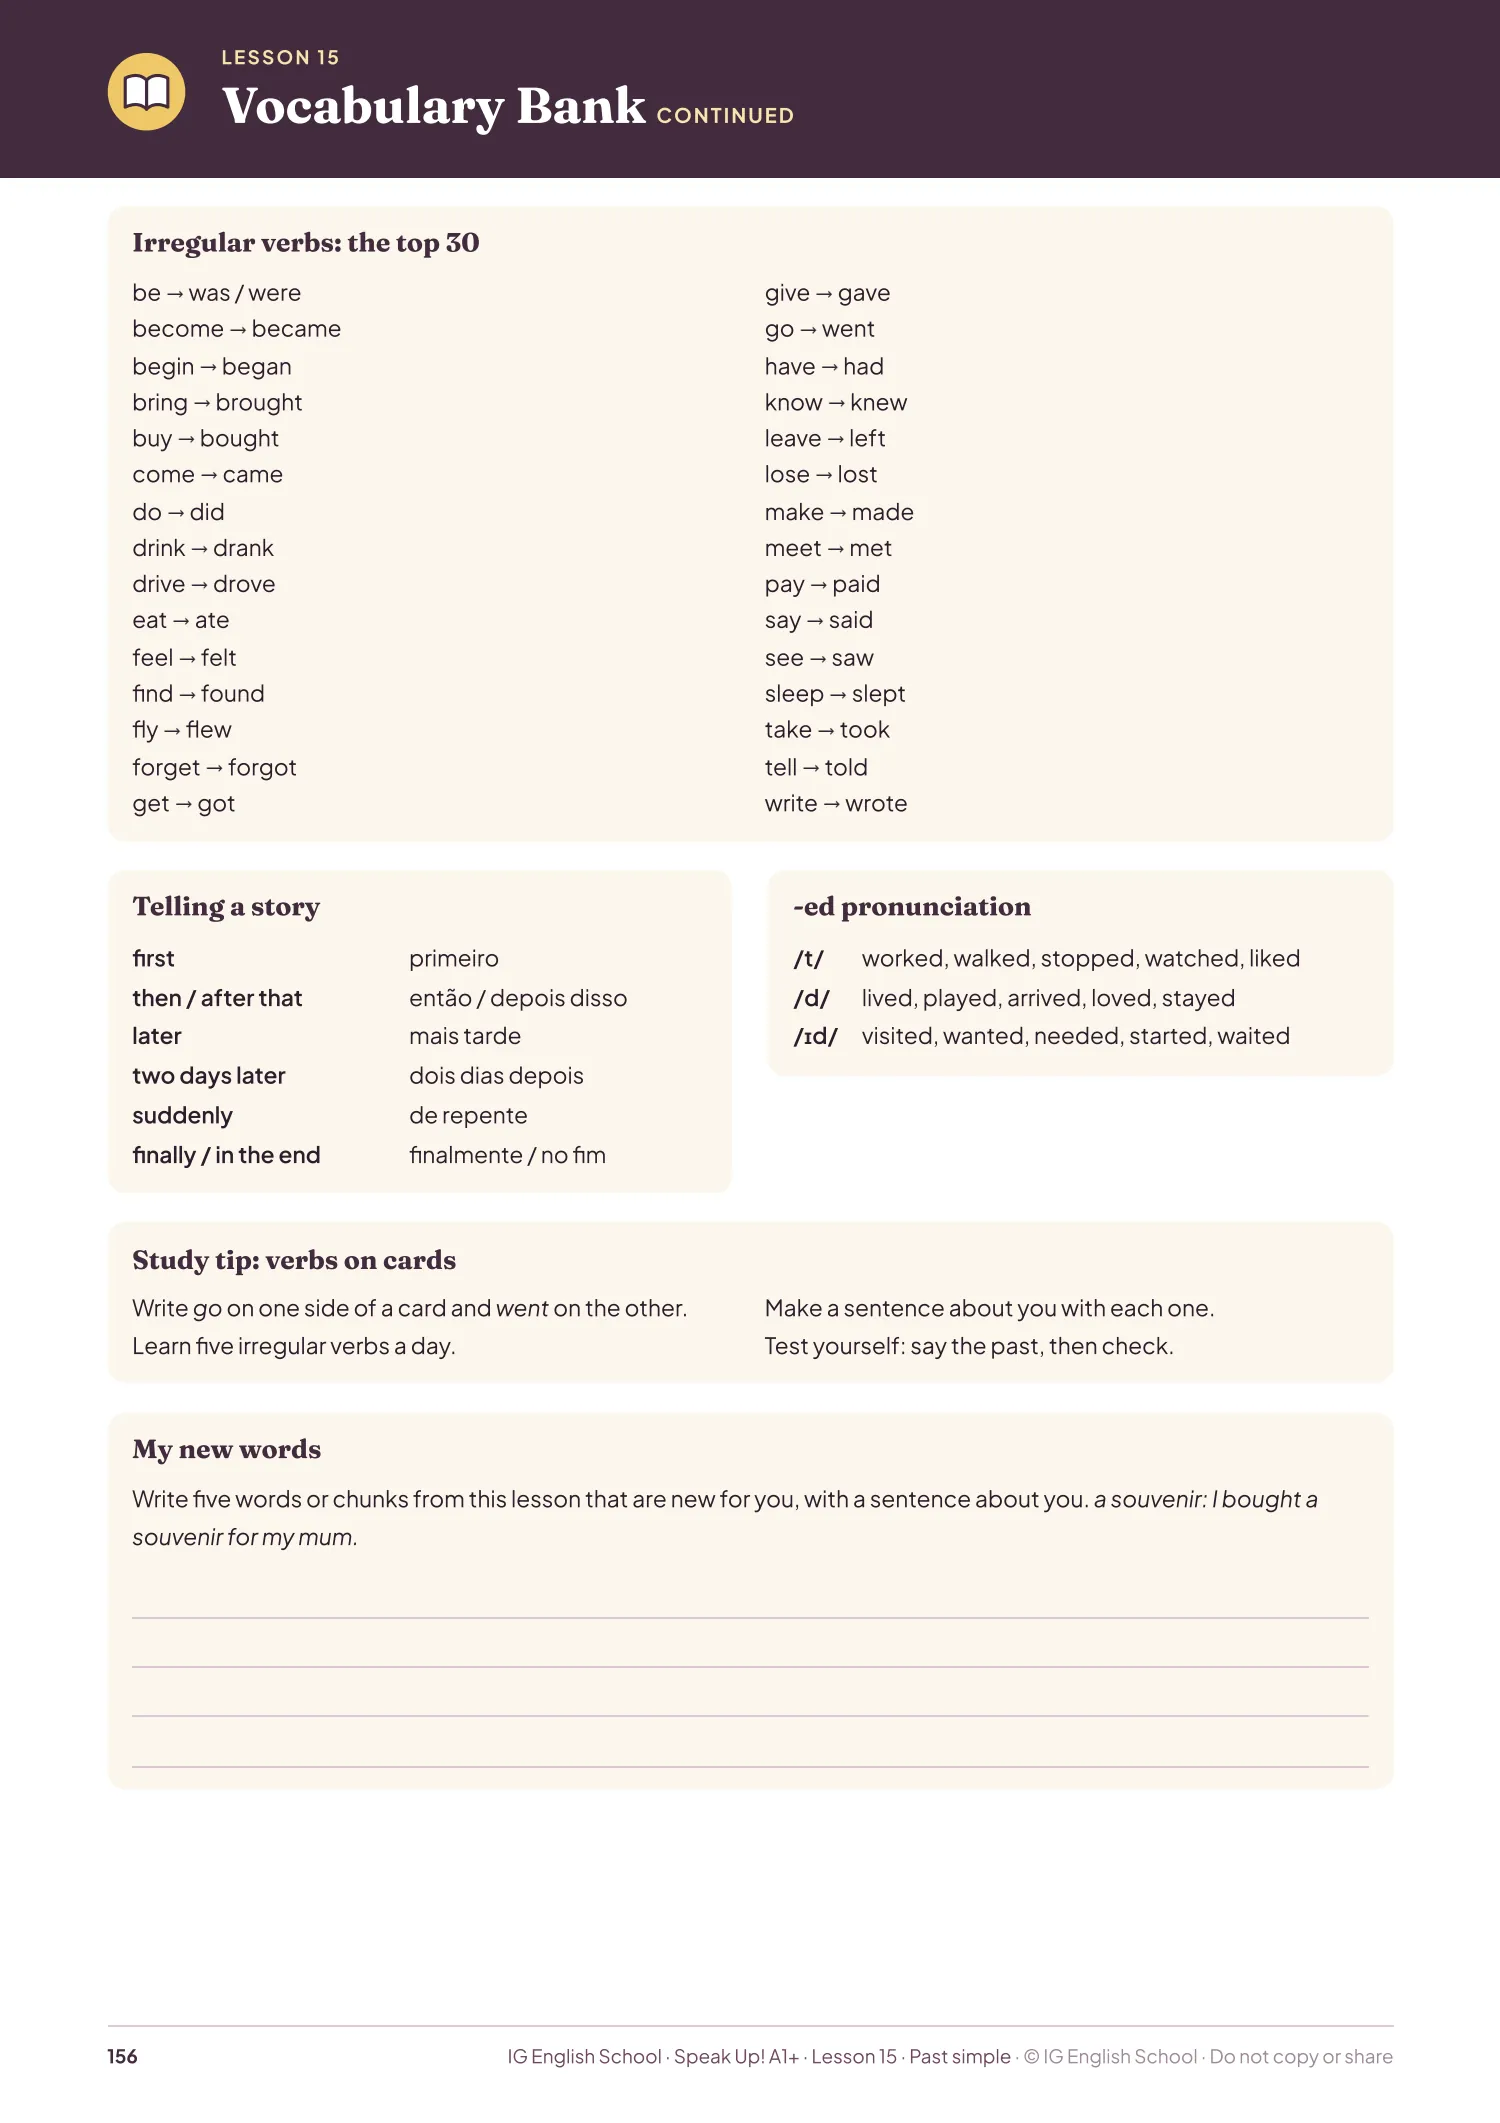 LESSON 15
Vocabulary Bank CONTINUED
Irregular verbs: the top 30
be → was / were
become → became
begin → began
bring → brought
buy → bought
come → came
do → did
drink → drank
drive → drove
eat → ate
feel → felt
find → found
fly → flew
forget → forgot
get → got
give → gave
go → went
have → had
know → knew
leave → left
lose → lost
make → made
meet → met
pay → paid
say → said
see → saw
sleep → slept
take → took
tell → told
write → wrote
Telling a story
first primeiro
then / after that então / depois disso
later mais tarde
two days later dois dias depois
suddenly de repente
finally / in the end finalmente / no fim
-ed pronunciation
/t/ worked, walked, stopped, watched, liked
/d/ lived, played, arrived, loved, stayed
/ɪd/ visited, wanted, needed, started, waited
Study tip: verbs on cards
Write go on one side of a card and went on the other.
Learn five irregular verbs a day.
Make a sentence about you with each one.
Test yourself: say the past, then check.
My new words
Write five words or chunks from this lesson that are new for you, with a sentence about you. a souvenir: I bought a
souvenir for my mum.
156 IG English School · Speak Up! A1+ · Lesson 15 · Past simple · © IG English School · Do not copy or share